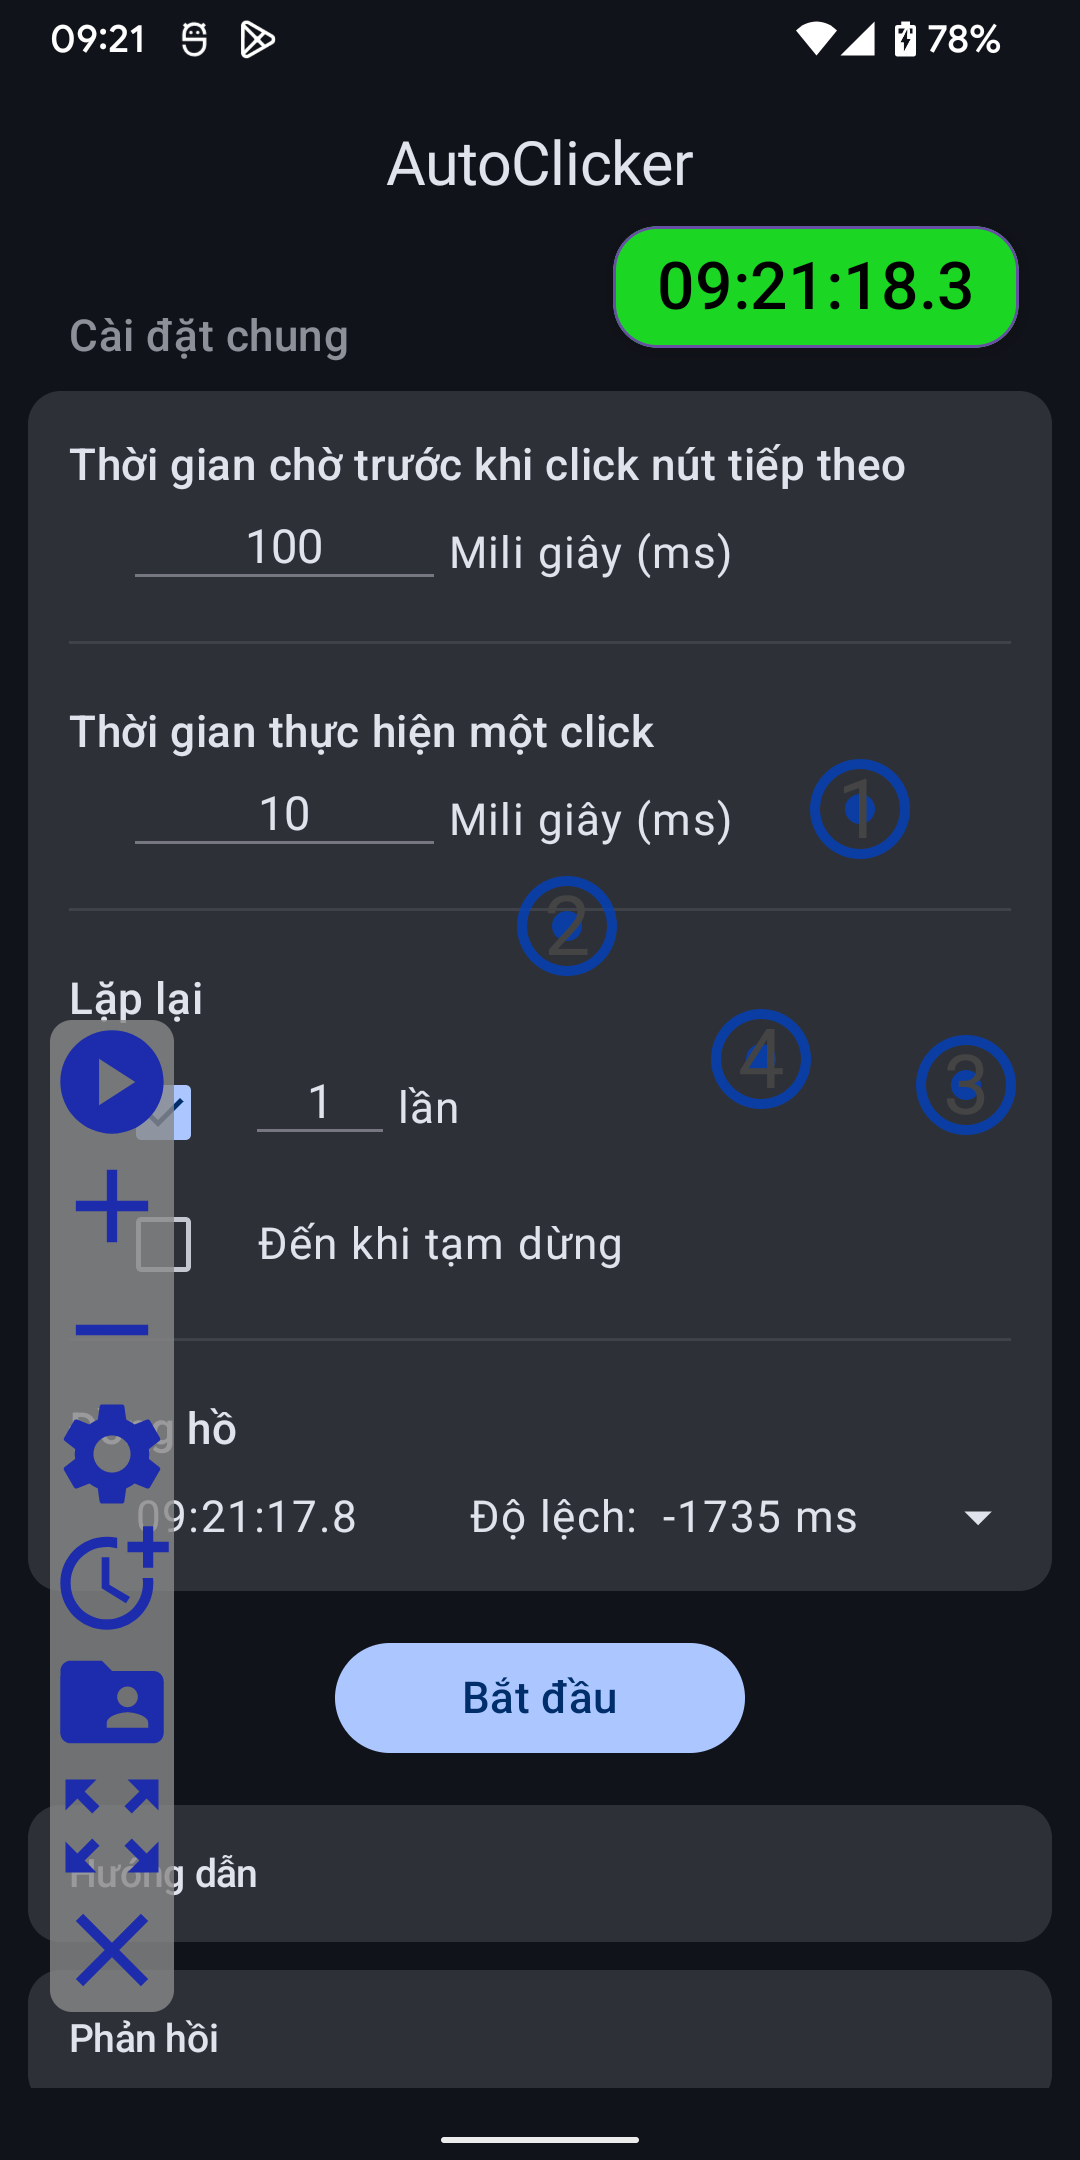 09:21
78%
AutoClicker
09:21:18.3
Cài đặt chung
Thời gian chờ trước khi click nút tiếp theo
100 Mili giây (ms)
Thời gian thực hiện một click
10 Mili giây (ms)
1
2
Lặp lại
4
3
1 lần
Đến khi tạm dừng
Đồng hồ
09:21:17.8 Độ lệch: -1735 ms
Bắt đầu
Hướng dẫn
Phản hồi